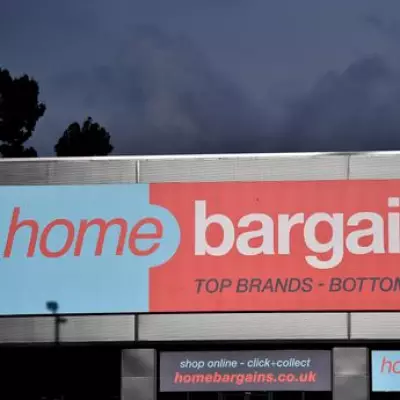 home bargai
TOP BRANDS - BOTTOM
shop online - click+collect
homebargains.co.uk
ho